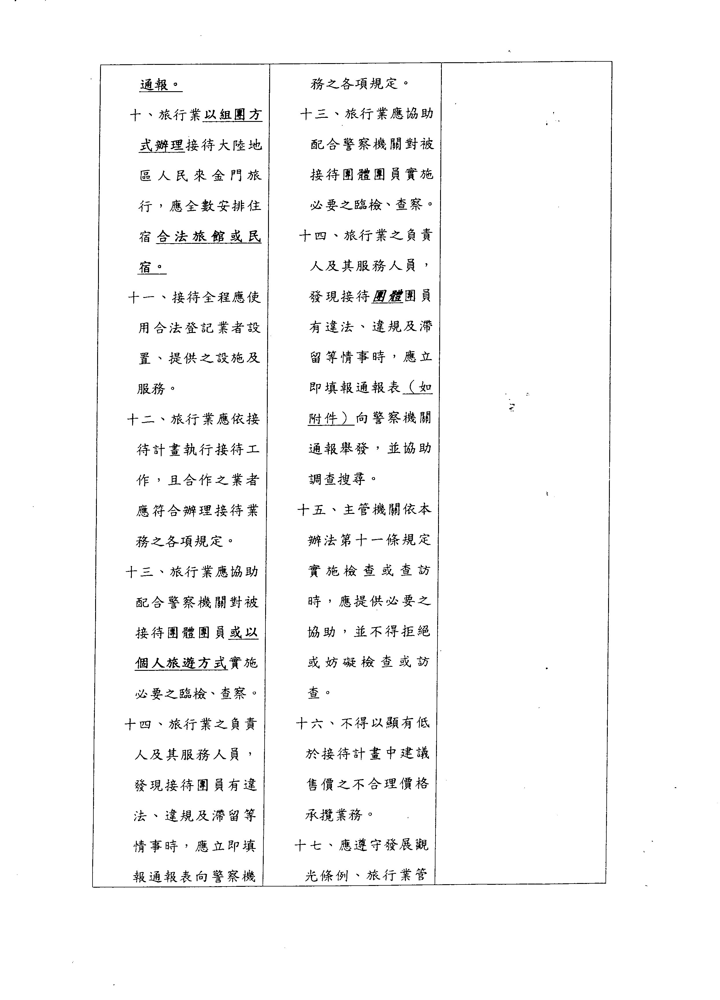 通報。
十、旅行業以組團方
式辦理接待大陸地
區人民來金門旅
行，應全數安排住
宿合法旅館或民
宿。
十一、接待全程應使
用合法登記業者設
置、提供之設施及
服務。
十二、旅行業應依接
待計畫執行接待工
作，且合作之業者
應符合辦理接待業
務之各項規定。
十三、旅行業應協助
配合警察機關對被
接待團體團員或以
個人旅遊方式實施
必要之臨檢、查察。
十四、旅行業之負責
人及其服務人員，
發現接待團員有違
法、違規及滯留等
情事時，應立即填
報通報表向警察機
務之各項規定。
十三、旅行業應協助
配合警察機關對被
接待團體團員實施
必要之臨檢、查察。
十四、旅行業之負責
人及其服務人員，
發現接待團體團員
有違法、違規及滯
留等情事時，應立
即填報通報表（如
附件）向警察機關
通報舉發，並協助
調查搜尋。
十五、主管機關依本
辦法第十一條規定
實施檢查或查訪
時，應提供必要之
協助，並不得拒絕
或妨礙檢查或訪
查。
十六、不得以顯有低
於接待計畫中建議
售價之不合理價格
承攬業務。
十七、應遵守發展觀
光條例、旅行業管